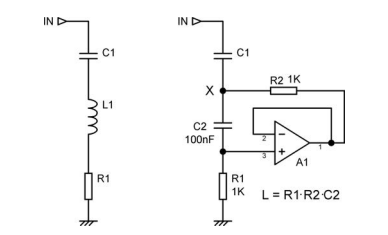 IN
C1
L1
R1
IN
C1
X
R2 1K
C2
100nF
2
−
3
+
1
A1
R1
1K
L = R1·R2·C2